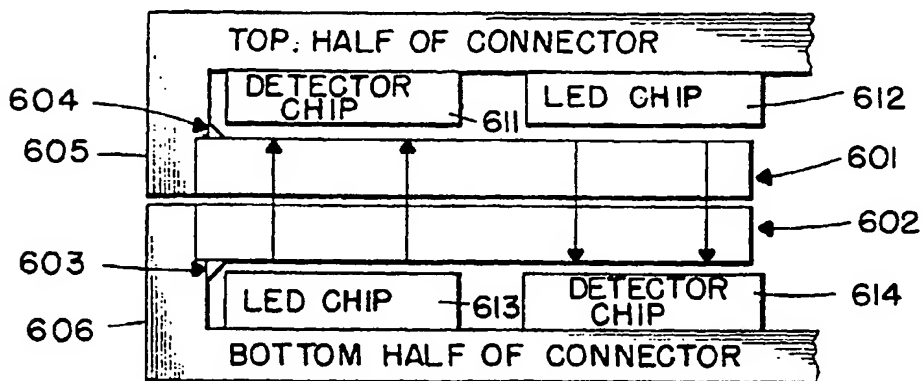 TOP: HALF OF CONNECTOR
604
DETECTOR CHIP
611
LED CHIP
612
605
601
602
603
LED CHIP
613
DETECTOR CHIP
614
606
BOTTOM HALF OF CONNECTOR